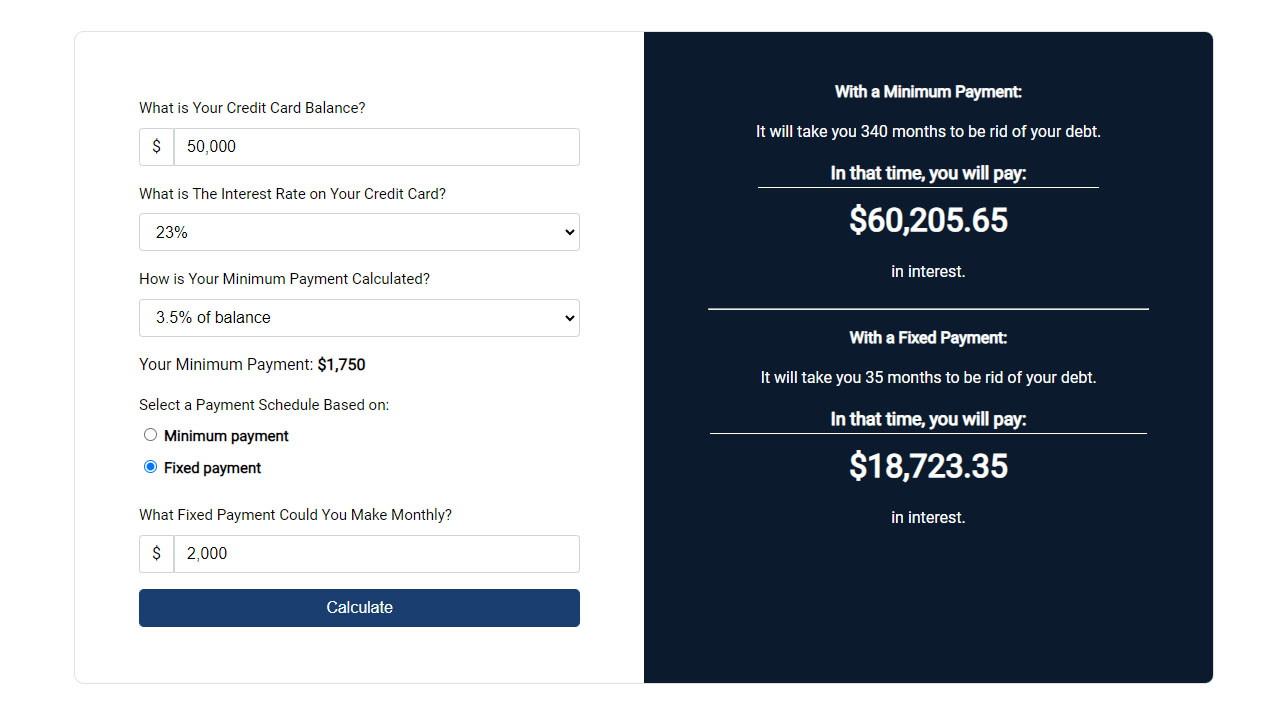 What is Your Credit Card Balance?
$ 50,000
What is The Interest Rate on Your Credit Card?
23%
How is Your Minimum Payment Calculated?
3.5% of balance
Your Minimum Payment: $1,750
Select a Payment Schedule Based on:
Minimum payment
Fixed payment
What Fixed Payment Could You Make Monthly?
$ 2,000
Calculate
With a Minimum Payment:
It will take you 340 months to be rid of your debt.
In that time, you will pay:
$60,205.65
in interest.
With a Fixed Payment:
It will take you 35 months to be rid of your debt.
In that time, you will pay:
$18,723.35
in interest.